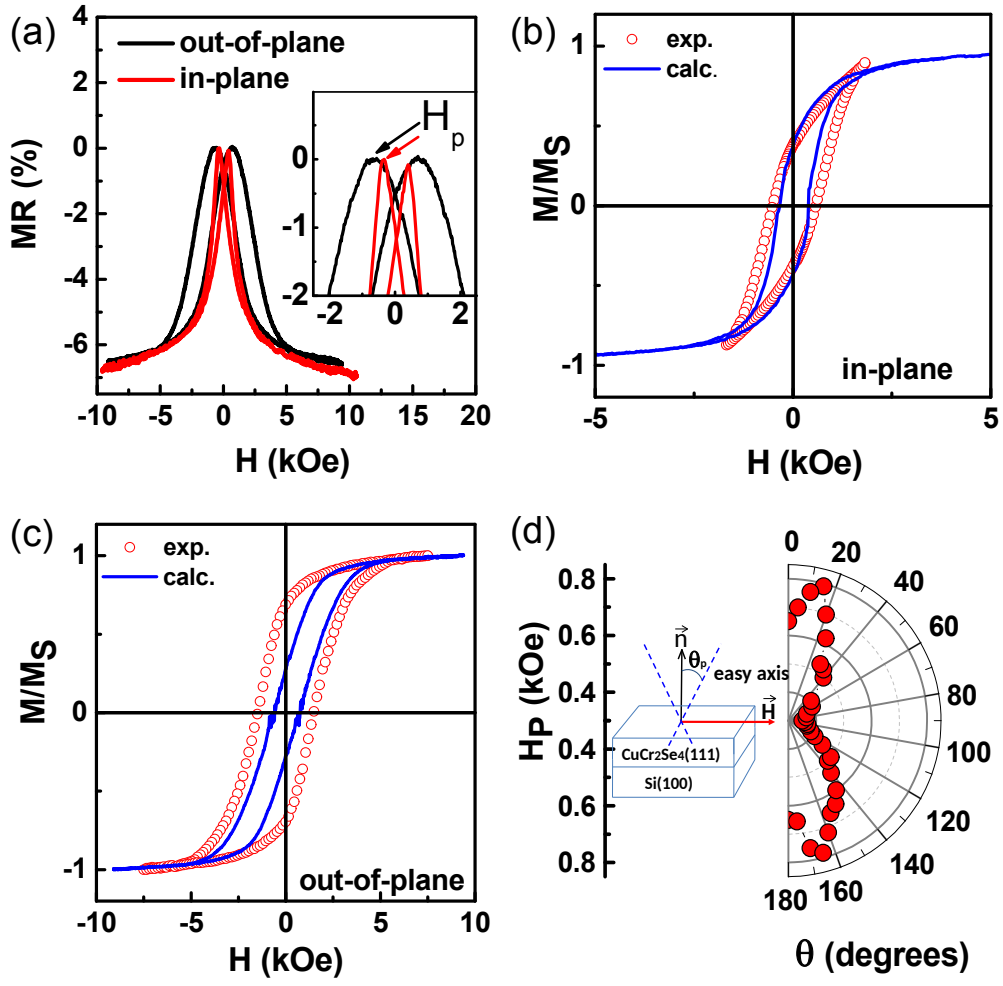 (a)
4
2
0
-2
-4
-6
MR (%)
out-of-plane
in-plane
H
p
0
-1
-2
-2
0
2
-10
-5
0
5
10
15
20
H (kOe)
(b)
1
0
-1
M/MS
exp.
calc.
in-plane
-5
0
5
H (kOe)
(c)
1
0
-1
M/MS
exp.
calc.
out-of-plane
-10
-5
0
5
10
H (kOe)
(d)
0.8
0.6
0.4
0.4
0.6
0.8
HP (kOe)
n
θp
easy axis
H
CuCr2Se4(111)
Si(100)
0
20
40
60
80
100
120
140
160
180
θ (degrees)